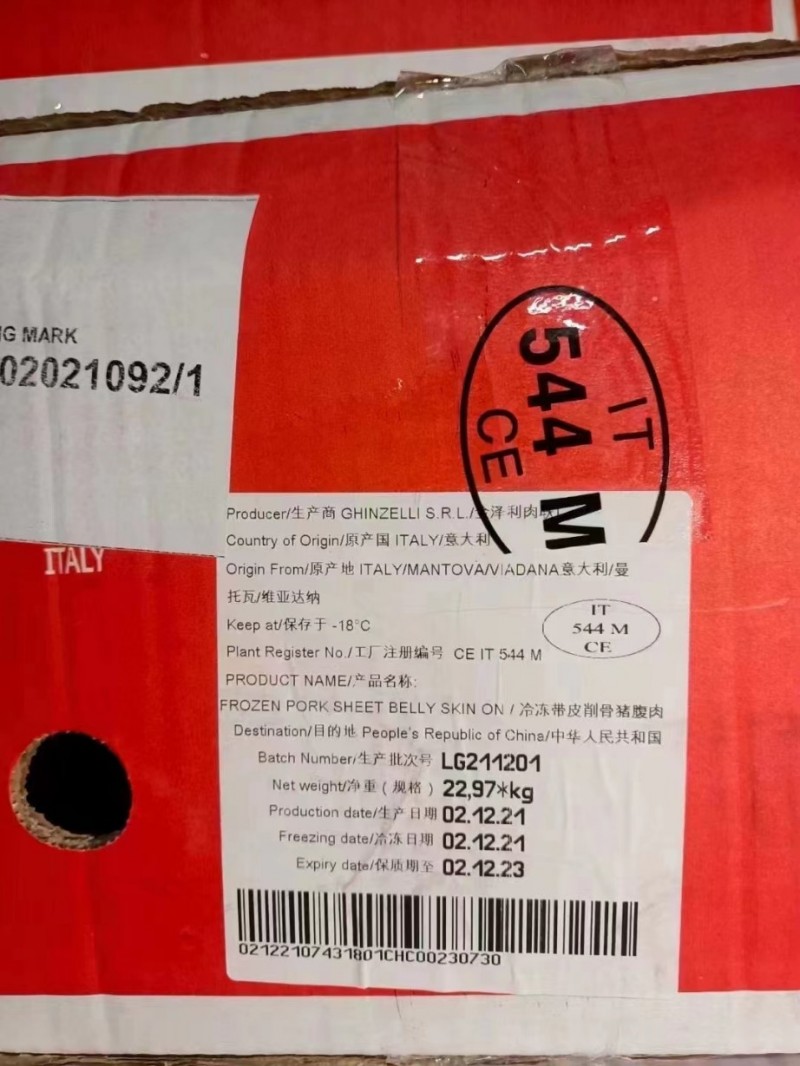 G MARK
02021092/1
ITALY
IT
544 M
CE
Producer/生产商 GHINZELLI S.R.L./金泽利肉
Country of Origin/原产国 ITALY/意大利
Origin From/原产地 ITALY/MANTOVA/VIADANA意大利/曼
托瓦/维亚达纳
Keep at/保存于 -18°C
Plant Register No./工厂注册编号 CE IT 544 M
IT
544 M
CE
PRODUCT NAME/产品名称:
FROZEN PORK SHEET BELLY SKIN ON / 冷冻带皮削骨猪腹肉
Destination/目的地 People's Republic of China/中华人民共和国
Batch Number/生产批次号 LG211201
Net weight/净重 ( 规格 ) 22,97*kg
Production date/生产日期 02.12.21
Freezing date/冷冻日期 02.12.21
Expiry date/保质期至 02.12.23
02122107431801CHC00230730